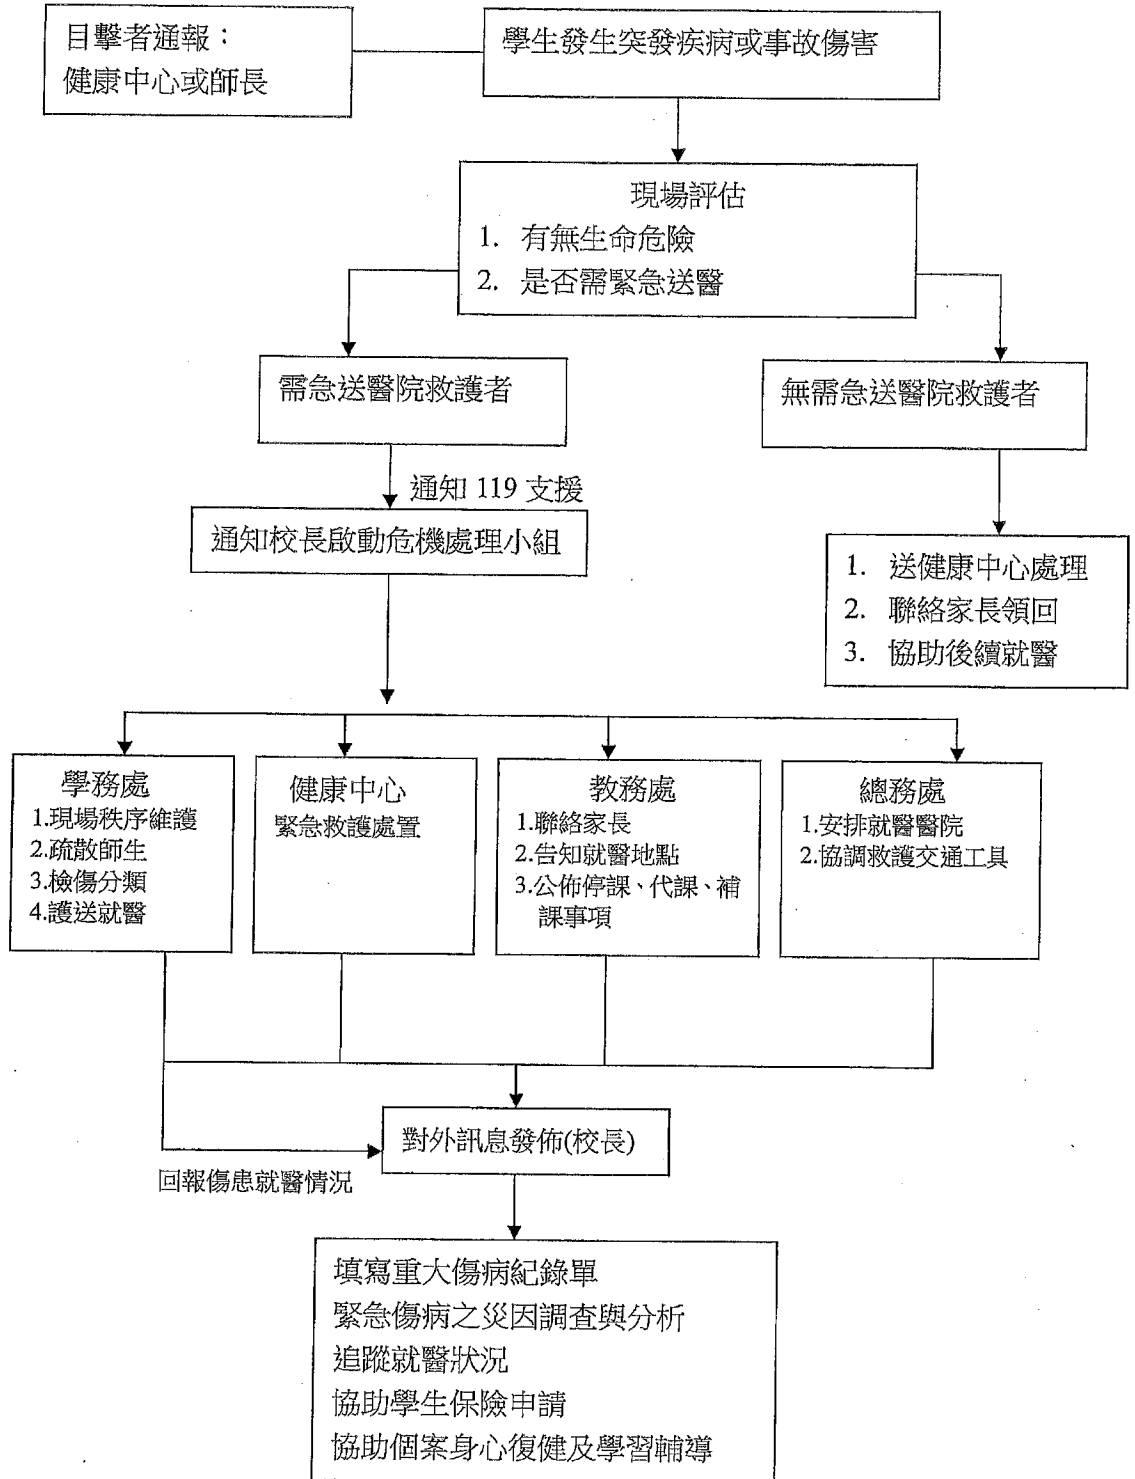 目擊者通報：
健康中心或師長
學生發生突發疾病或事故傷害
現場評估
1. 有無生命危險
2. 是否需緊急送醫
需急送醫院救護者
無需急送醫院救護者
通知 119 支援
通知校長啟動危機處理小組
1. 送健康中心處理
2. 聯絡家長領回
3. 協助後續就醫
學務處
1.現場秩序維護
2.疏散師生
3.檢傷分類
4.護送就醫
健康中心
緊急救護處置
教務處
1.聯絡家長
2.告知就醫地點
3.公佈停課、代課、補
課事項
總務處
1.安排就醫醫院
2.協調救護交通工具
對外訊息發佈(校長)
回報傷患就醫情況
填寫重大傷病紀錄單
緊急傷病之災因調查與分析
追蹤就醫狀況
協助學生保險申請
協助個案身心復健及學習輔導